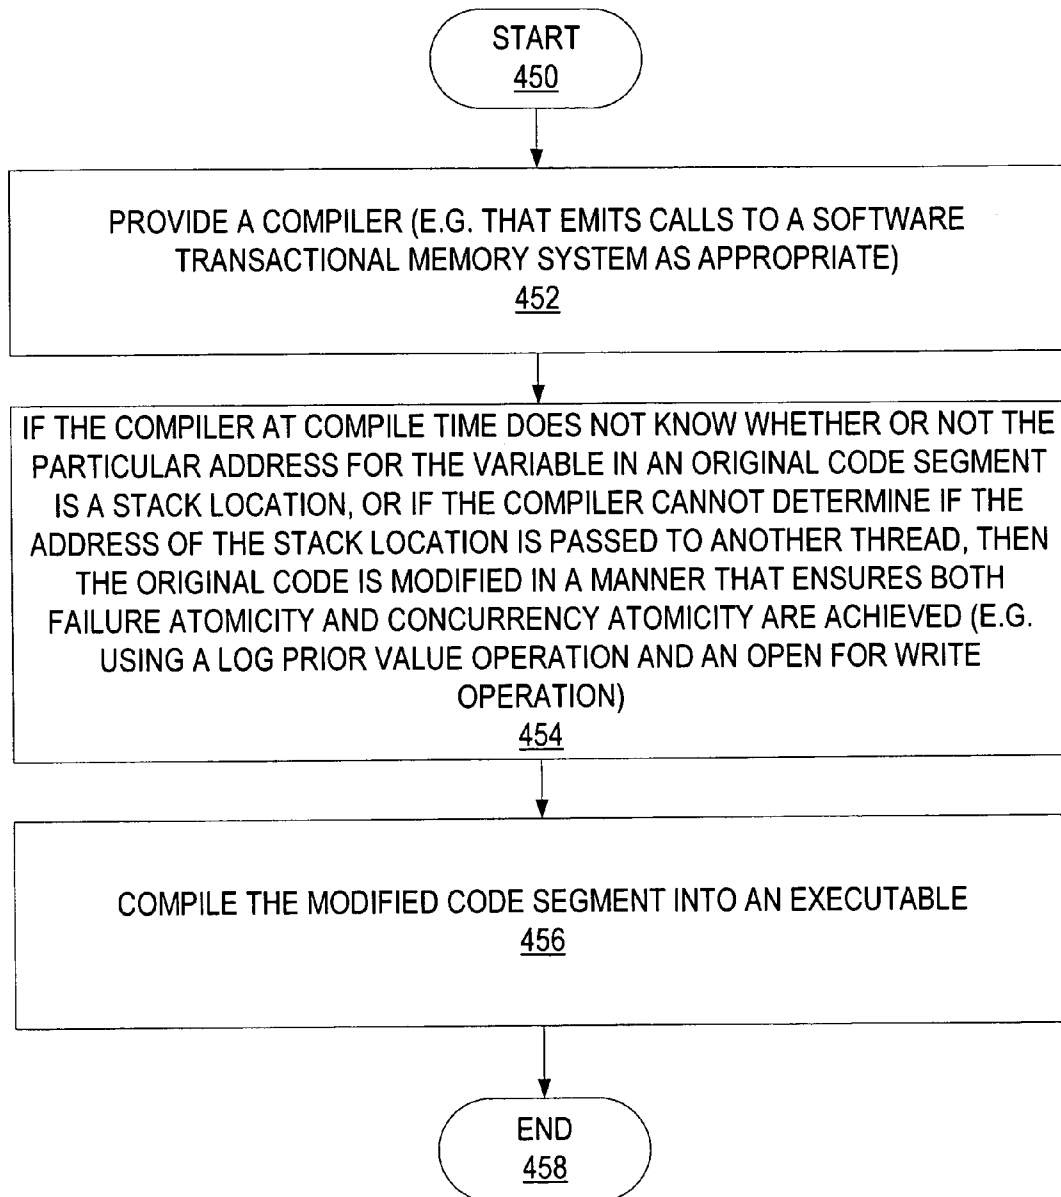 START
450
PROVIDE A COMPILER (E.G. THAT EMITS CALLS TO A SOFTWARE
TRANSACTIONAL MEMORY SYSTEM AS APPROPRIATE)
452
IF THE COMPILER AT COMPILE TIME DOES NOT KNOW WHETHER OR NOT THE
PARTICULAR ADDRESS FOR THE VARIABLE IN AN ORIGINAL CODE SEGMENT
IS A STACK LOCATION, OR IF THE COMPILER CANNOT DETERMINE IF THE
ADDRESS OF THE STACK LOCATION IS PASSED TO ANOTHER THREAD, THEN
THE ORIGINAL CODE IS MODIFIED IN A MANNER THAT ENSURES BOTH
FAILURE ATOMICITY AND CONCURRENCY ATOMICITY ARE ACHIEVED (E.G.
USING A LOG PRIOR VALUE OPERATION AND AN OPEN FOR WRITE
OPERATION)
454
COMPILE THE MODIFIED CODE SEGMENT INTO AN EXECUTABLE
456
END
458